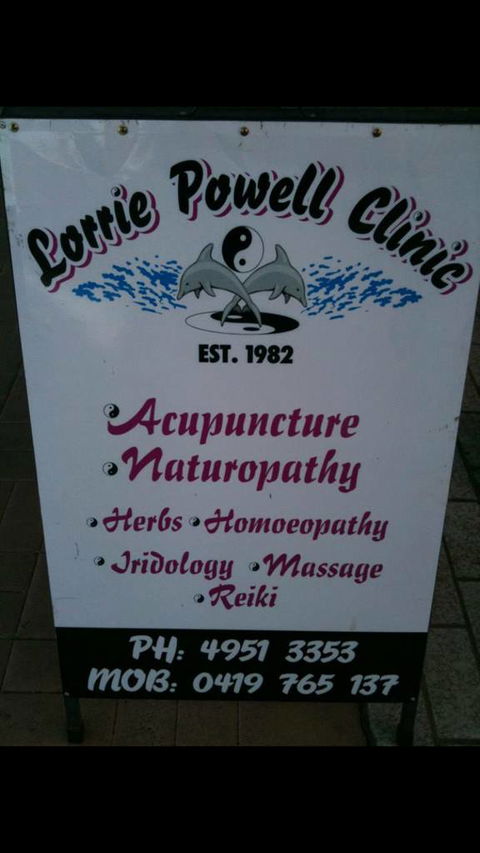 Lorrie Powell Clinic
EST. 1982
Acupuncture
Naturopathy
Herbs Homoeopathy
Iridology Massage
Reiki
PH: 4951 3353
MOB: 0419 765 137